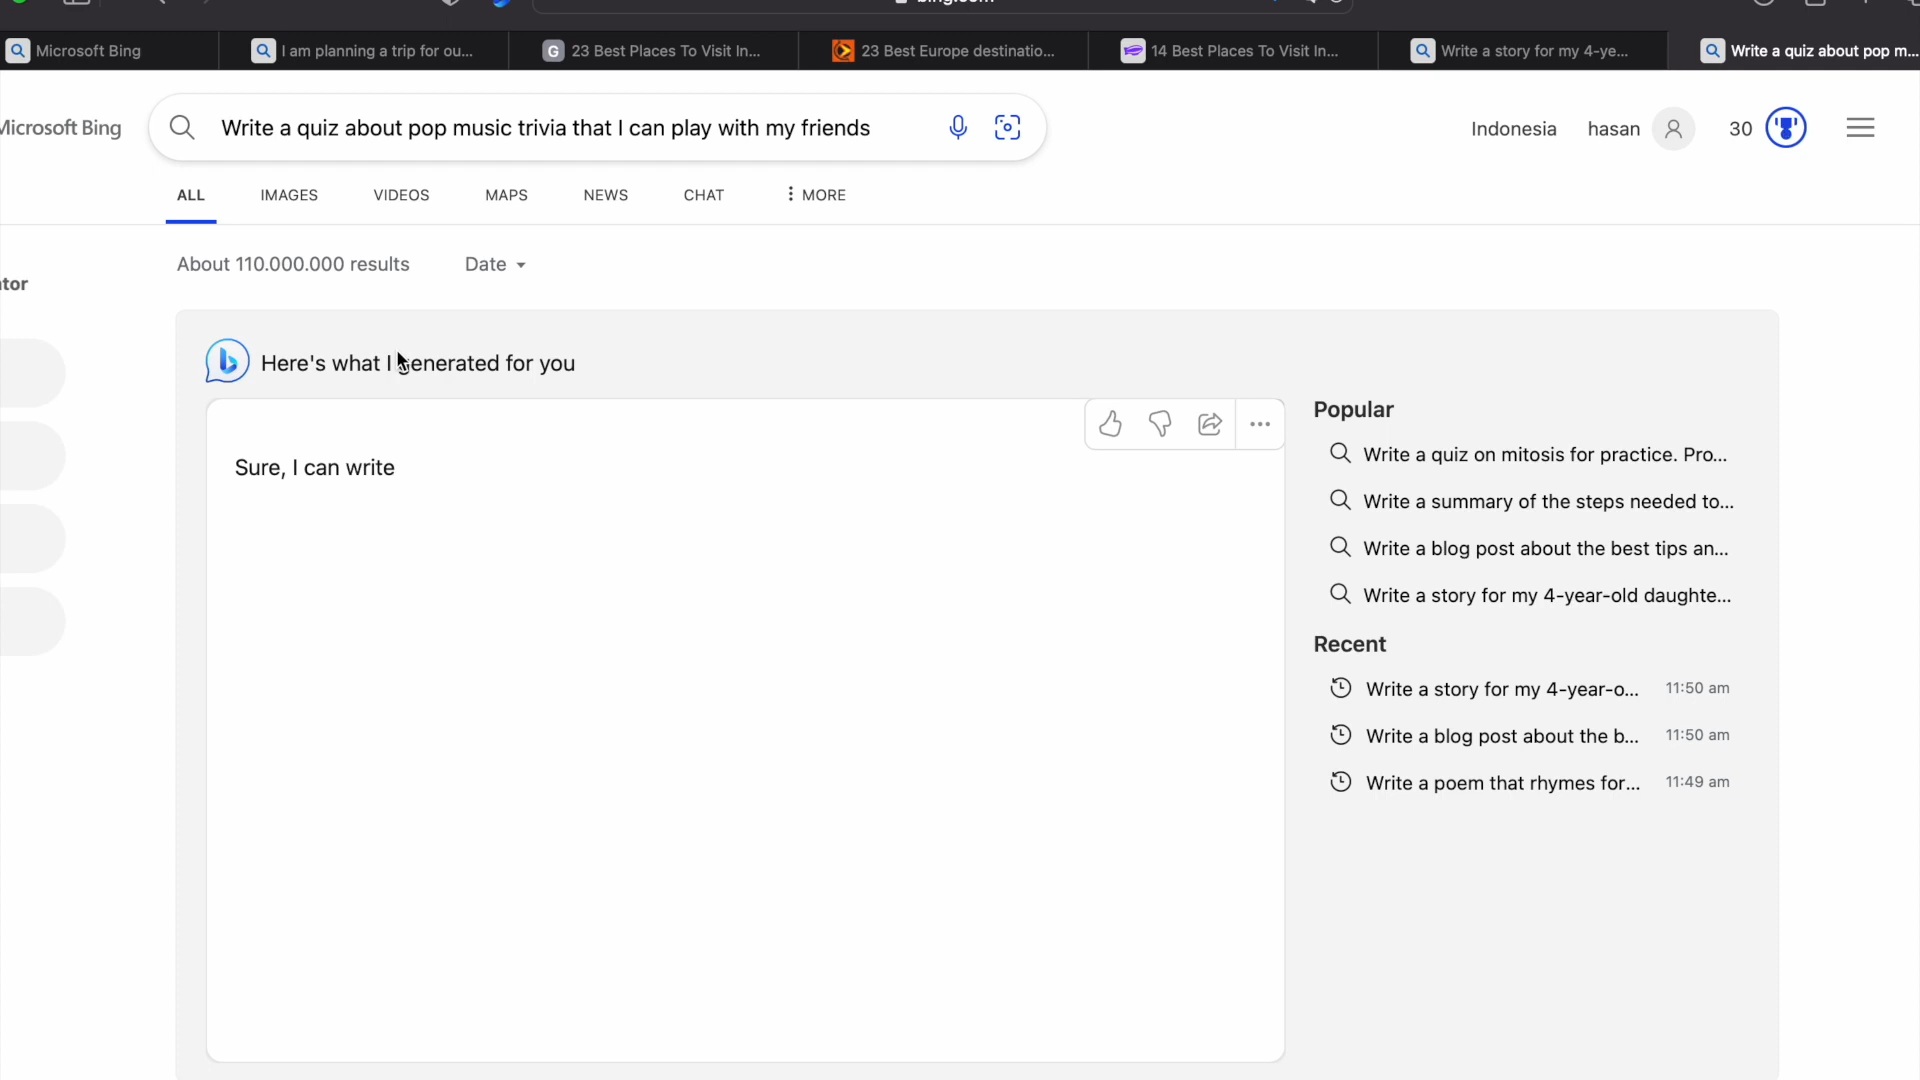 Microsoft Bing
I am planning a trip for ou...
G 23 Best Places To Visit In...
23 Best Europe destinatio...
14 Best Places To Visit In...
Write a story for my 4-ye...
Write a quiz about pop m...
Microsoft Bing
Write a quiz about pop music trivia that I can play with my friends
Indonesia
hasan
30
ALL
IMAGES
VIDEOS
MAPS
NEWS
CHAT
MORE
About 110.000.000 results
Date
tor
Here's what I generated for you
Sure, I can write
Popular
Write a quiz on mitosis for practice. Pro...
Write a summary of the steps needed to...
Write a blog post about the best tips an...
Write a story for my 4-year-old daughte...
Recent
Write a story for my 4-year-o... 11:50 am
Write a blog post about the b... 11:50 am
Write a poem that rhymes for... 11:49 am